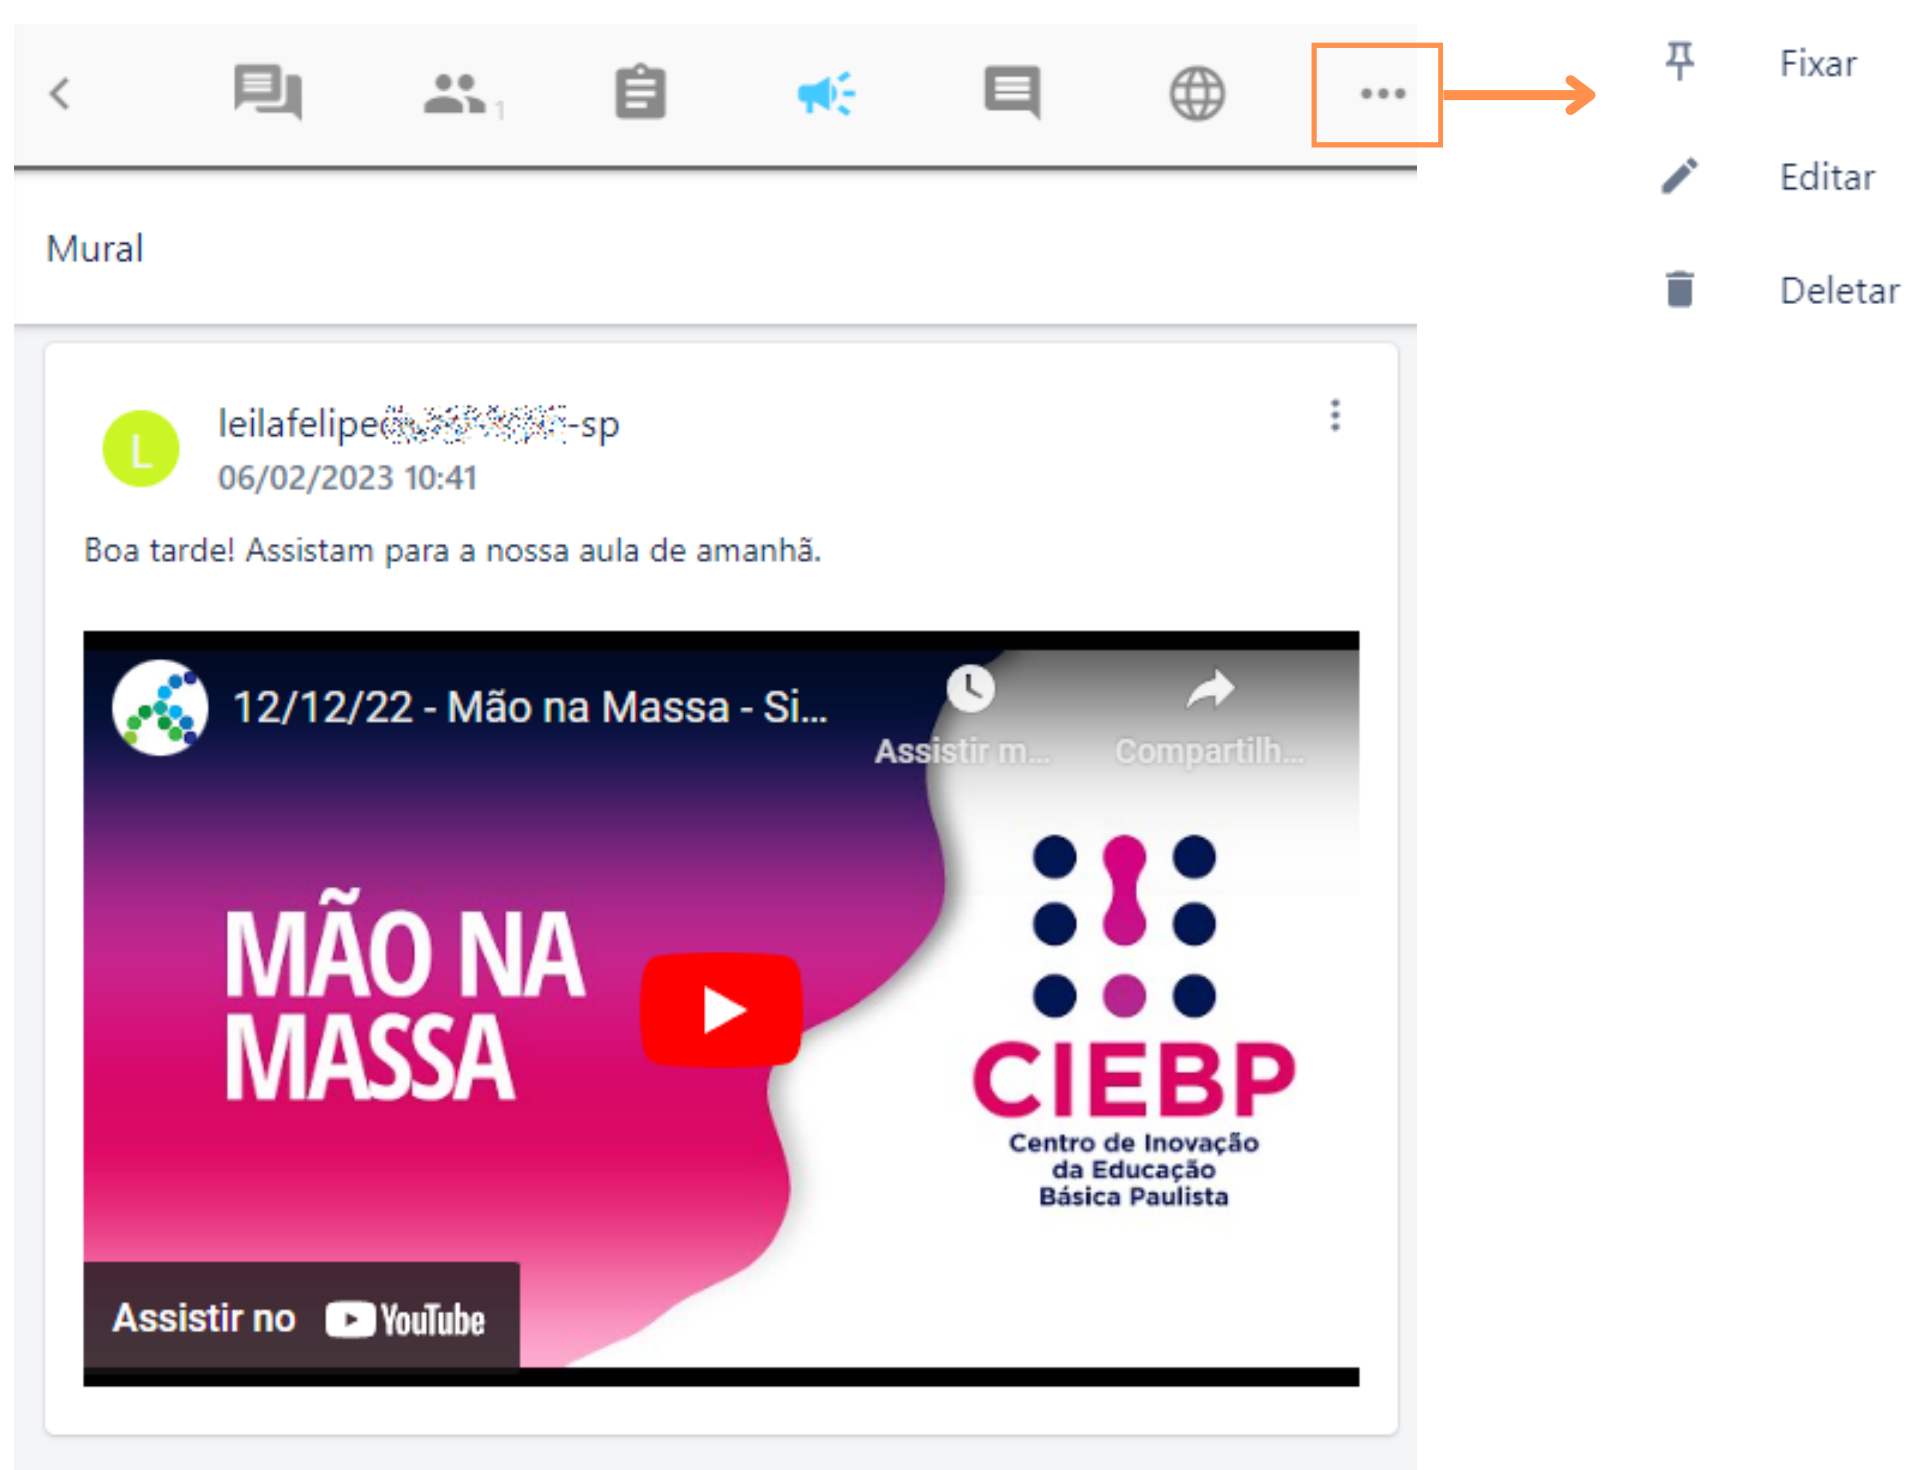 1
Fixar
Editar
Deletar
Mural
L
leilafelipe -sp
06/02/2023 10:41
Boa tarde! Assistam para a nossa aula de amanhã.
12/12/22 - Mão na Massa - Si...
Assistir m...
Compartilh...
MÃO NA
MASSA
CIEBP
Centro de Inovação
da Educação
Básica Paulista
Assistir no YouTube